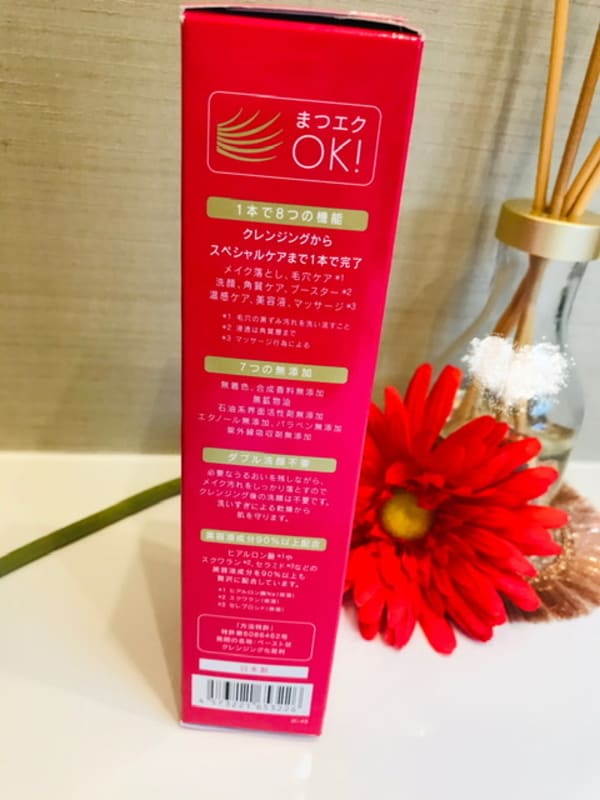 まつエク
OK!
1本で8つの機能
クレンジングから
スペシャルケアまで1本で完了
メイク落とし、毛穴ケア*1
洗顔、角質ケア、ブースター*2
温感ケア、美容液、マッサージ*3
*1 毛穴の黒ずみ汚れを洗い流すこと
*2 浸透は角質層まで
*3 マッサージ行為による
7つの無添加
無着色、合成香料無添加
無鉱物油
石油系界面活性剤無添加
エタノール無添加、パラベン無添加
紫外線吸収剤無添加
ダブル洗顔不要
必要なうるおいを残しながら、
メイク汚れをしっかり落とすので
クレンジング後の洗顔は不要です。
洗いすぎによる乾燥から
肌を守ります。
美容液成分90%以上配合
ヒアルロン酸*1や
スクワラン*2、セラミド*3などの
美容液成分を90%以上も
贅沢に配合しています。
*1 ヒアルロン酸Na(保湿)
*2 スクワラン(保湿)
*3 セレブロシド(保湿)
「方法特許」
特許第6086462号
発明の名称:ペースト状
クレンジング化粧料
日本製
4 573221 653226